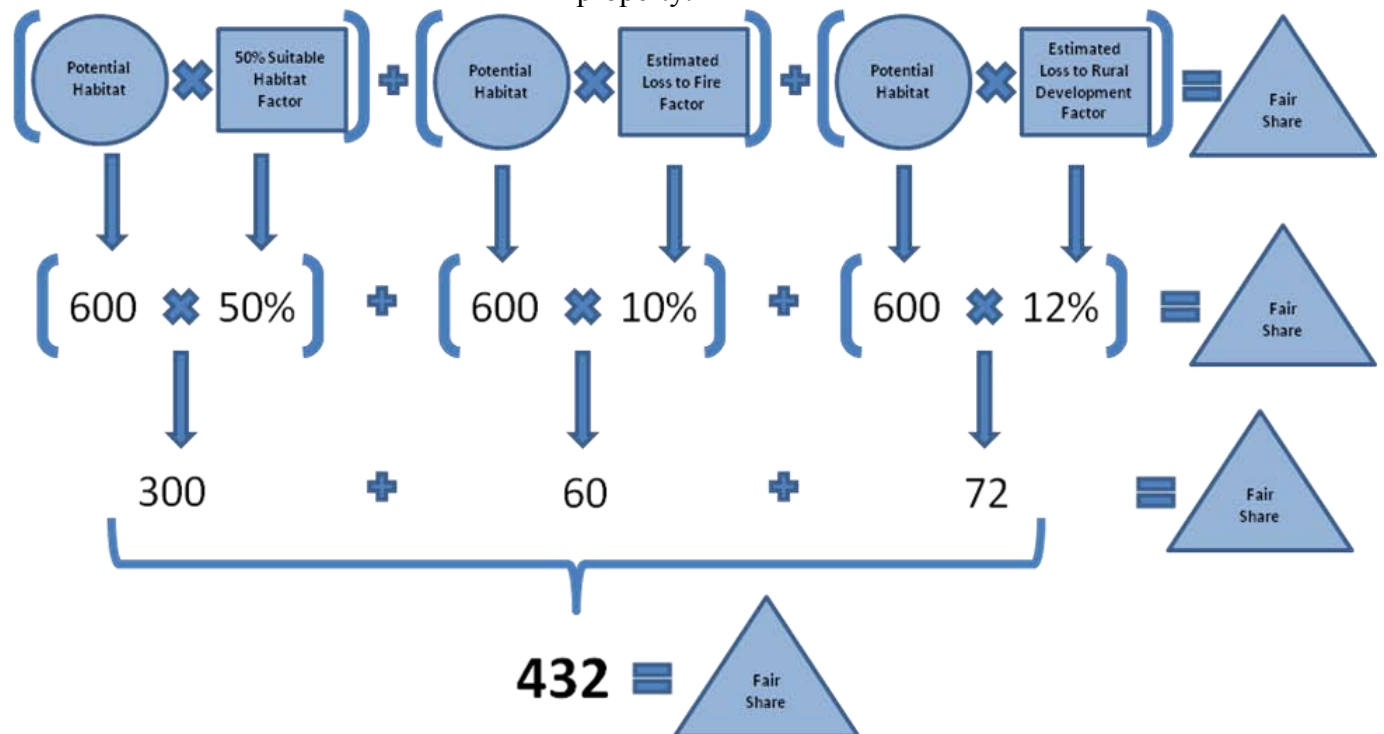 property.
Potential
Habitat
50% Suitable
Habitat
Factor
Potential
Habitat
Estimated
Loss to Fire
Factor
Potential
Habitat
Estimated
Loss to Rural
Development
Factor
Fair
Share
600 × 50% + 600 × 10% + 600 × 12% =
Fair
Share
300 + 60 + 72 =
Fair
Share
432 =
Fair
Share